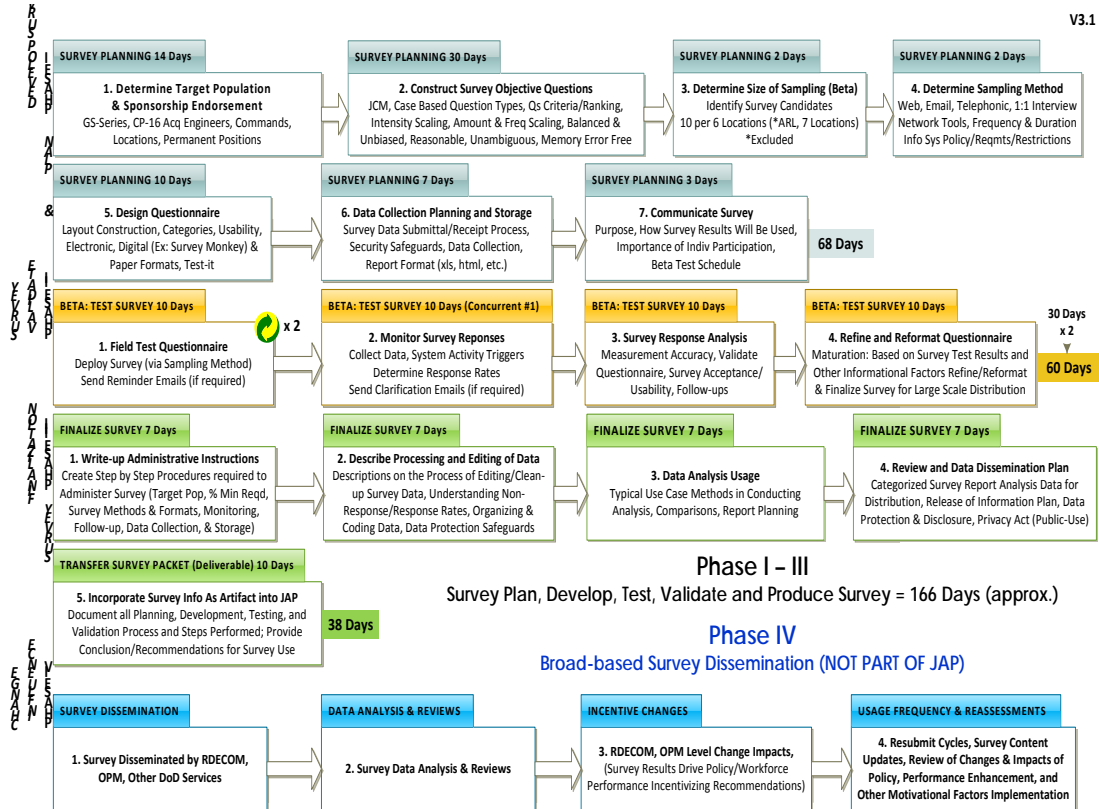 V3.1
SURVEY PLANNING 14 Days
1. Determine Target Population
& Sponsorship Endorsement
GS-Series, CP-16 Acq Engineers, Commands,
Locations, Permanent Positions
SURVEY PLANNING 30 Days
2. Construct Survey Objective Questions
JCM, Case Based Question Types, Qs Criteria/Ranking,
Intensity Scaling, Amount & Freq Scaling, Balanced &
Unbiased, Reasonable, Unambiguous, Memory Error Free
SURVEY PLANNING 2 Days
3. Determine Size of Sampling (Beta)
Identify Survey Candidates
10 per 6 Locations (*ARL, 7 Locations)
*Excluded
SURVEY PLANNING 2 Days
4. Determine Sampling Method
Web, Email, Telephonic, 1:1 Interview
Network Tools, Frequency & Duration
Info Sys Policy/Reqmts/Restrictions
SURVEY PLANNING 10 Days
5. Design Questionnaire
Layout Construction, Categories, Usability,
Electronic, Digital (Ex: Survey Monkey) &
Paper Formats, Test-it
SURVEY PLANNING 7 Days
6. Data Collection Planning and Storage
Survey Data Submittal/Receipt Process,
Security Safeguards, Data Collection,
Report Format (xls, html, etc.)
SURVEY PLANNING 3 Days
7. Communicate Survey
Purpose, How Survey Results Will Be Used,
Importance of Indiv Participation,
Beta Test Schedule
68 Days
BETA: TEST SURVEY 10 Days
1. Field Test Questionnaire
Deploy Survey (via Sampling Method)
Send Reminder Emails (if required)
x 2
BETA: TEST SURVEY 10 Days (Concurrent #1)
2. Monitor Survey Reponses
Collect Data, System Activity Triggers
Determine Response Rates
Send Clarification Emails (if required)
BETA: TEST SURVEY 10 Days
3. Survey Response Analysis
Measurement Accuracy, Validate
Questionnaire, Survey Acceptance/
Usability, Follow-ups
BETA: TEST SURVEY 10 Days
4. Refine and Reformat Questionnaire
Maturation: Based on Survey Test Results and
Other Informational Factors Refine/Reformat
& Finalize Survey for Large Scale Distribution
30 Days
x 2
60 Days
FINALIZE SURVEY 7 Days
1. Write-up Administrative Instructions
Create Step by Step Procedures required to
Administer Survey (Target Pop, % Min Reqd,
Survey Methods & Formats, Monitoring,
Follow-up, Data Collection, & Storage)
FINALIZE SURVEY 7 Days
2. Describe Processing and Editing of Data
Descriptions on the Process of Editing/Clean-
up Survey Data, Understanding Non-
Response/Response Rates, Organizing &
Coding Data, Data Protection Safeguards
FINALIZE SURVEY 7 Days
3. Data Analysis Usage
Typical Use Case Methods in Conducting
Analysis, Comparisons, Report Planning
FINALIZE SURVEY 7 Days
4. Review and Data Dissemination Plan
Categorized Survey Report Analysis Data for
Distribution, Release of Information Plan, Data
Protection & Disclosure, Privacy Act (Public-Use)
TRANSFER SURVEY PACKET (Deliverable) 10 Days
5. Incorporate Survey Info As Artifact into JAP
Document all Planning, Development, Testing, and
Validation Process and Steps Performed; Provide
Conclusion/Recommendations for Survey Use
38 Days
Phase I – III
Survey Plan, Develop, Test, Validate and Produce Survey = 166 Days (approx.)
Phase IV
Broad-based Survey Dissemination (NOT PART OF JAP)
SURVEY DISSEMINATION
1. Survey Disseminated by RDECOM,
OPM, Other DoD Services
DATA ANALYSIS & REVIEWS
2. Survey Data Analysis & Reviews
INCENTIVE CHANGES
3. RDECOM, OPM Level Change Impacts,
(Survey Results Drive Policy/Workforce
Performance Incentivizing Recommendations)
USAGE FREQUENCY & REASSESSMENTS
4. Resubmit Cycles, Survey Content
Updates, Review of Changes & Impacts of
Policy, Performance Enhancement, and
Other Motivational Factors Implementation